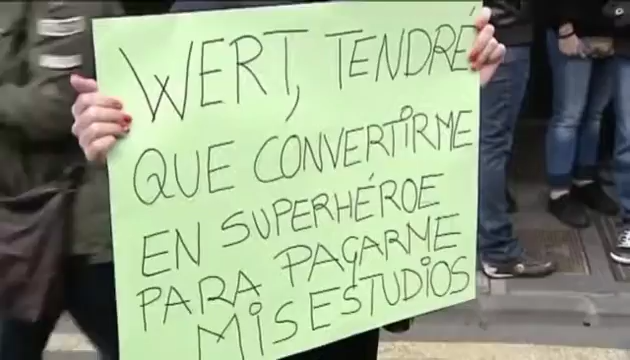 WERT, TENDRÉ
QUE CONVERTIRME
EN SUPERHÉROE
PARA PAGARME
MIS ESTUDIOS